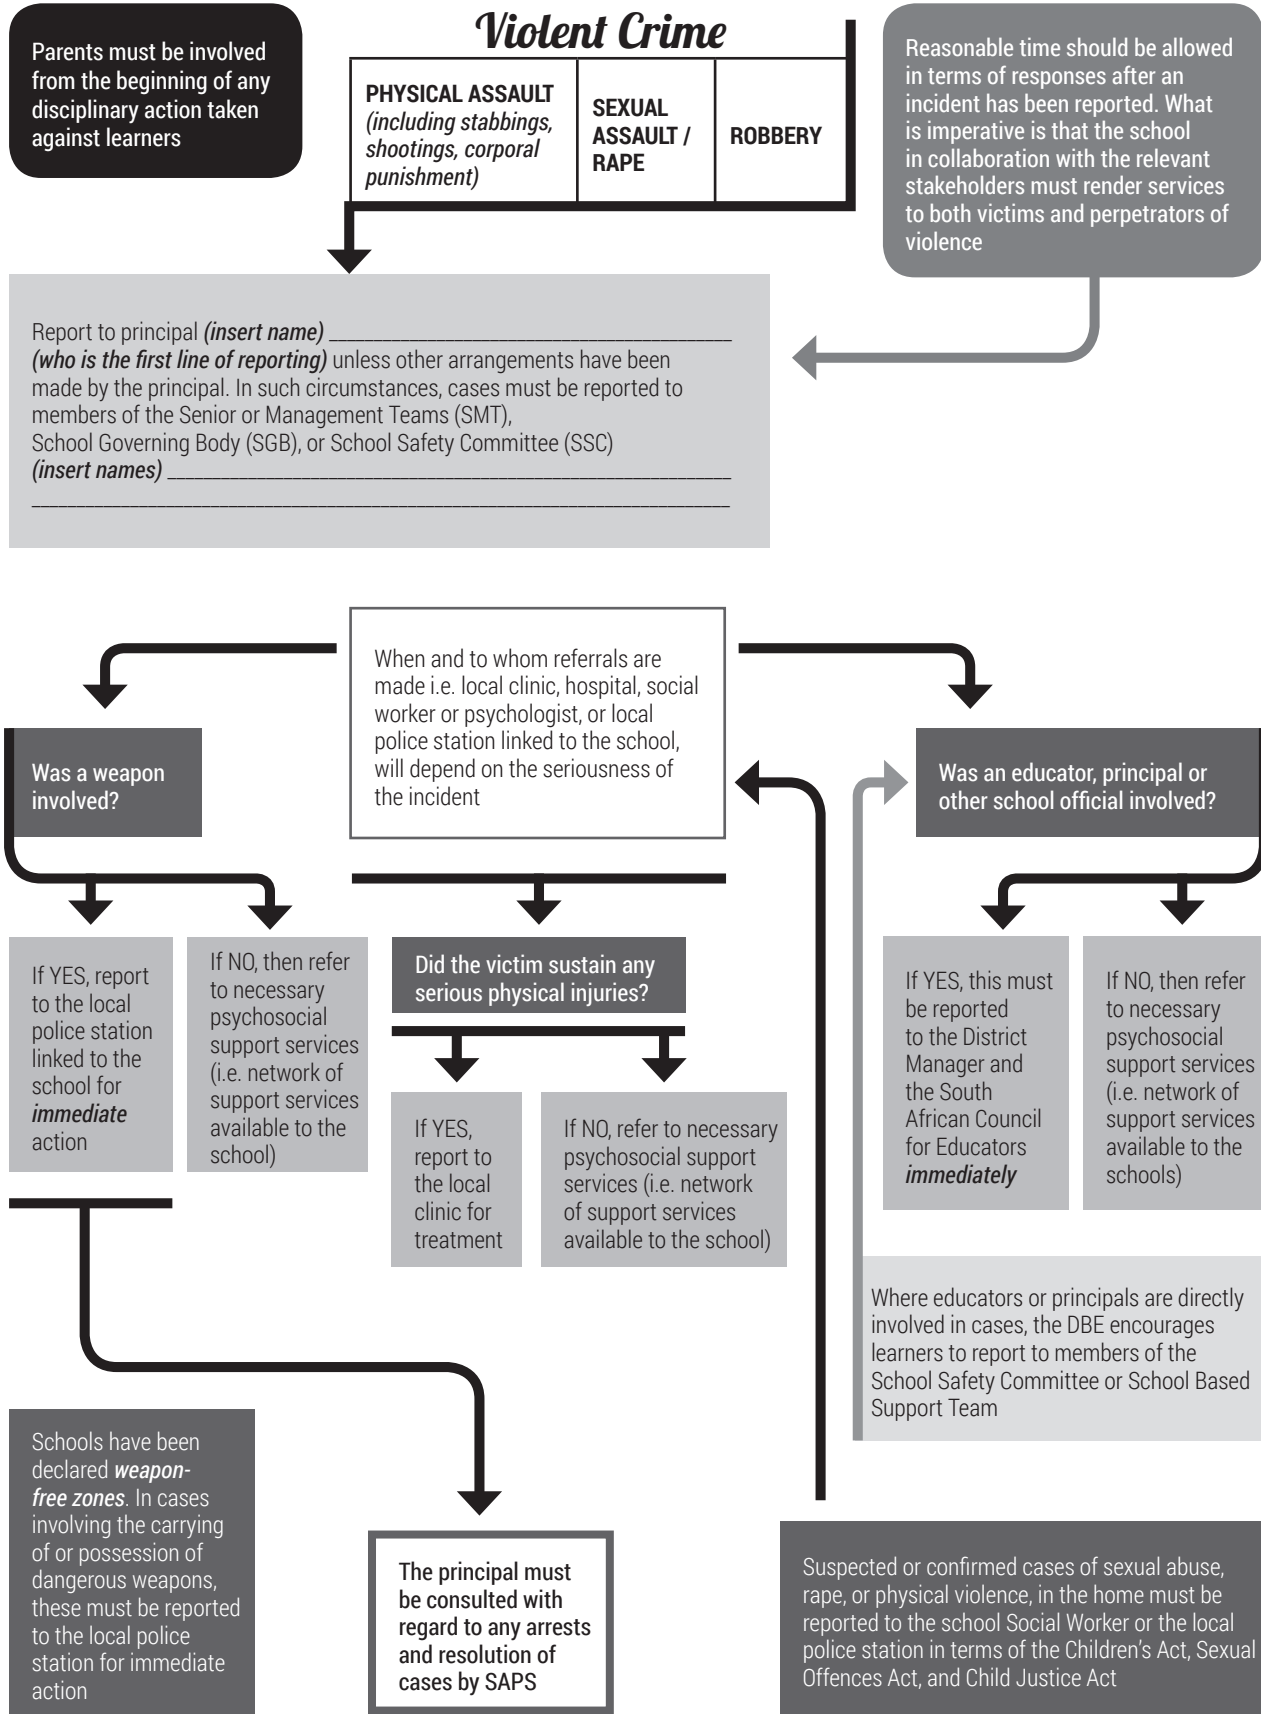 Violent Crime
Parents must be involved
from the beginning of any
disciplinary action taken
against learners
PHYSICAL ASSAULT
(including stabbings,
shootings, corporal
punishment)
SEXUAL
ASSAULT /
RAPE
ROBBERY
Reasonable time should be allowed
in terms of responses after an
incident has been reported. What
is imperative is that the school
in collaboration with the relevant
stakeholders must render services
to both victims and perpetrators of
violence
Report to principal (insert name) ____________________
(who is the first line of reporting) unless other arrangements have been
made by the principal. In such circumstances, cases must be reported to
members of the Senior or Management Teams (SMT),
School Governing Body (SGB), or School Safety Committee (SSC)
(insert names) ____________________
____________________
When and to whom referrals are
made i.e. local clinic, hospital, social
worker or psychologist, or local
police station linked to the school,
will depend on the seriousness of
the incident
Was a weapon
involved?
Was an educator, principal or
other school official involved?
If YES, report
to the local
police station
linked to the
school for
immediate
action
If NO, then refer
to necessary
psychosocial
support services
(i.e. network of
support services
available to the
school)
Did the victim sustain any
serious physical injuries?
If YES,
report to
the local
clinic for
treatment
If NO, refer to necessary
psychosocial support
services (i.e. network
of support services
available to the school)
If YES, this must
be reported
to the District
Manager and
the South
African Council
for Educators
immediately
If NO, then refer
to necessary
psychosocial
support services
(i.e. network of
support services
available to the
schools)
Where educators or principals are directly
involved in cases, the DBE encourages
learners to report to members of the
School Safety Committee or School Based
Support Team
Schools have been
declared weapon-
free zones. In cases
involving the carrying
of or possession of
dangerous weapons,
these must be reported
to the local police
station for immediate
action
The principal must
be consulted with
regard to any arrests
and resolution of
cases by SAPS
Suspected or confirmed cases of sexual abuse,
rape, or physical violence, in the home must be
reported to the school Social Worker or the local
police station in terms of the Children's Act, Sexual
Offences Act, and Child Justice Act